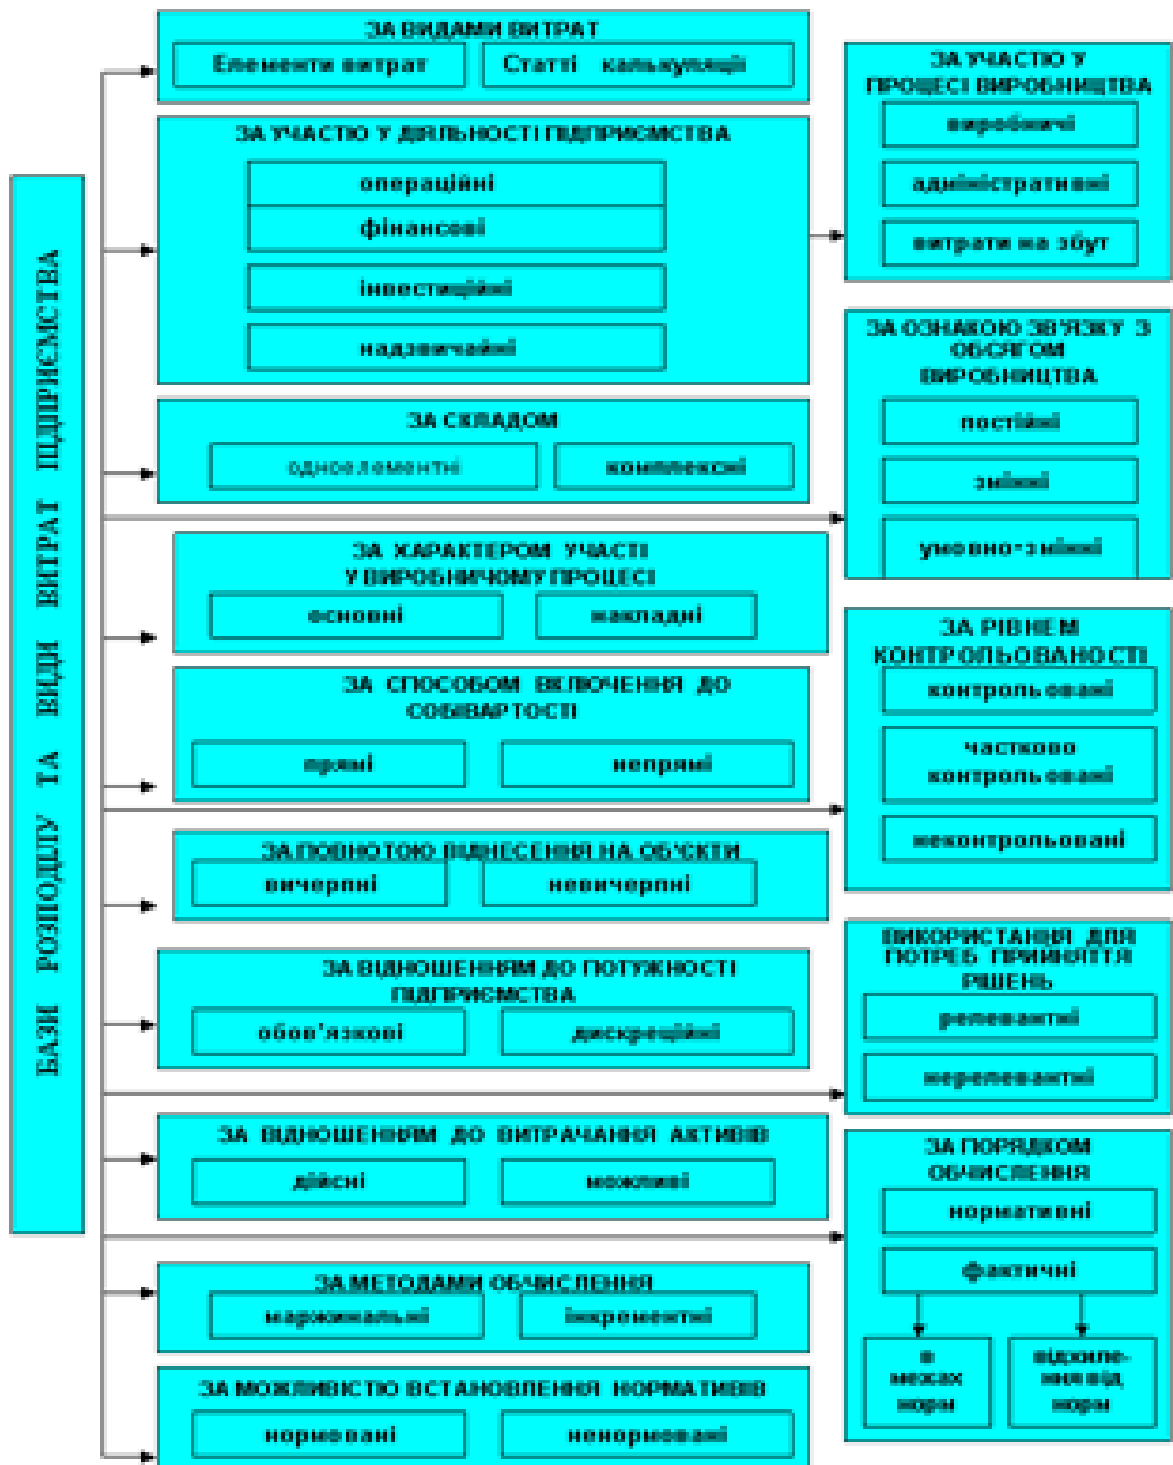 БАЗИ РОЗПОДІЛУ ТА ВИДИ ВИТРАТ ПІДПРИЄМСТВА
ЗА ВИДАМИ ВИТРАТ
Елементи витрат
Статті калькуляції
ЗА УЧАСТЮ У ДІЯЛЬНОСТІ ПІДПРИЄМСТВА
операційні
фінансові
інвестиційні
надзвичайні
ЗА СКЛАДОМ
одноелементні
комплексні
ЗА ХАРАКТЕРОМ УЧАСТІ
У ВИРОБНИЧОМУ ПРОЦЕСІ
основні
накладні
ЗА СПОСОБОМ ВКЛЮЧЕННЯ ДО
СОБІВАРТОСТІ
прямі
непрямі
ЗА ПОВНОТОЮ ВІДНЕСЕННЯ НА ОБ'ЄКТИ
вичерпні
невичерпні
ЗА ВІДНОШЕННЯМ ДО ПОТУЖНОСТІ
ПІДПРИЄМСТВА
обов'язкові
дискреційні
ЗА ВІДНОШЕННЯМ ДО ВИТРАЧАННЯ АКТИВІВ
дійсні
можливі
ЗА МЕТОДАМИ ОБЧИСЛЕННЯ
маржинальні
інкрементні
ЗА МОЖЛИВІСТЮ ВСТАНОВЛЕННЯ НОРМАТИВІВ
нормовані
ненормовані
ЗА УЧАСТЮ У
ПРОЦЕСІ ВИРОБНИЦТВА
виробничі
адміністративні
витрати на збут
ЗА ОЗНАКОЮ ЗВ'ЯЗКУ З
ОБСЯГОМ
ВИРОБНИЦТВА
постійні
змінні
умовно-змінні
ЗА РІВНЕМ
КОНТРОЛЬОВАНОСТІ
контрольовані
частково
контрольовані
неконтрольовані
ВИКОРИСТАННЯ ДЛЯ
ПОТРЕБ ПРИЙНЯТТЯ
РІШЕНЬ
релевантні
нерелевантні
ЗА ПОРЯДКОМ
ОБЧИСЛЕННЯ
нормативні
фактичні
в
межах
норм
відхиле-
ння від
норм